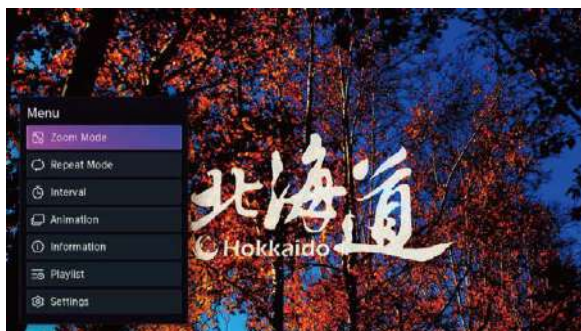 Menu
Zoom Mode
Repeat Mode
Interval
Animation
Information
Playlist
Settings
北海道
Hokkaido